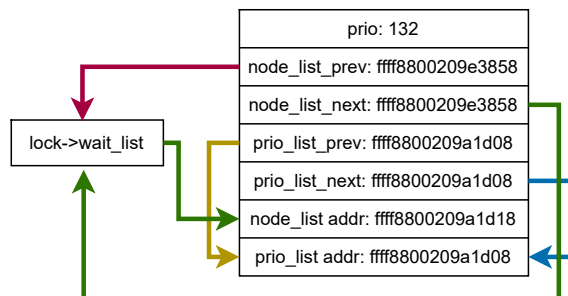 prio: 132
node_list_prev: ffff8800209e3858
node_list_next: ffff8800209e3858
lock->wait_list
prio_list_prev: ffff8800209a1d08
prio_list_next: ffff8800209a1d08
node_list addr: ffff8800209a1d18
prio_list addr: ffff8800209a1d08